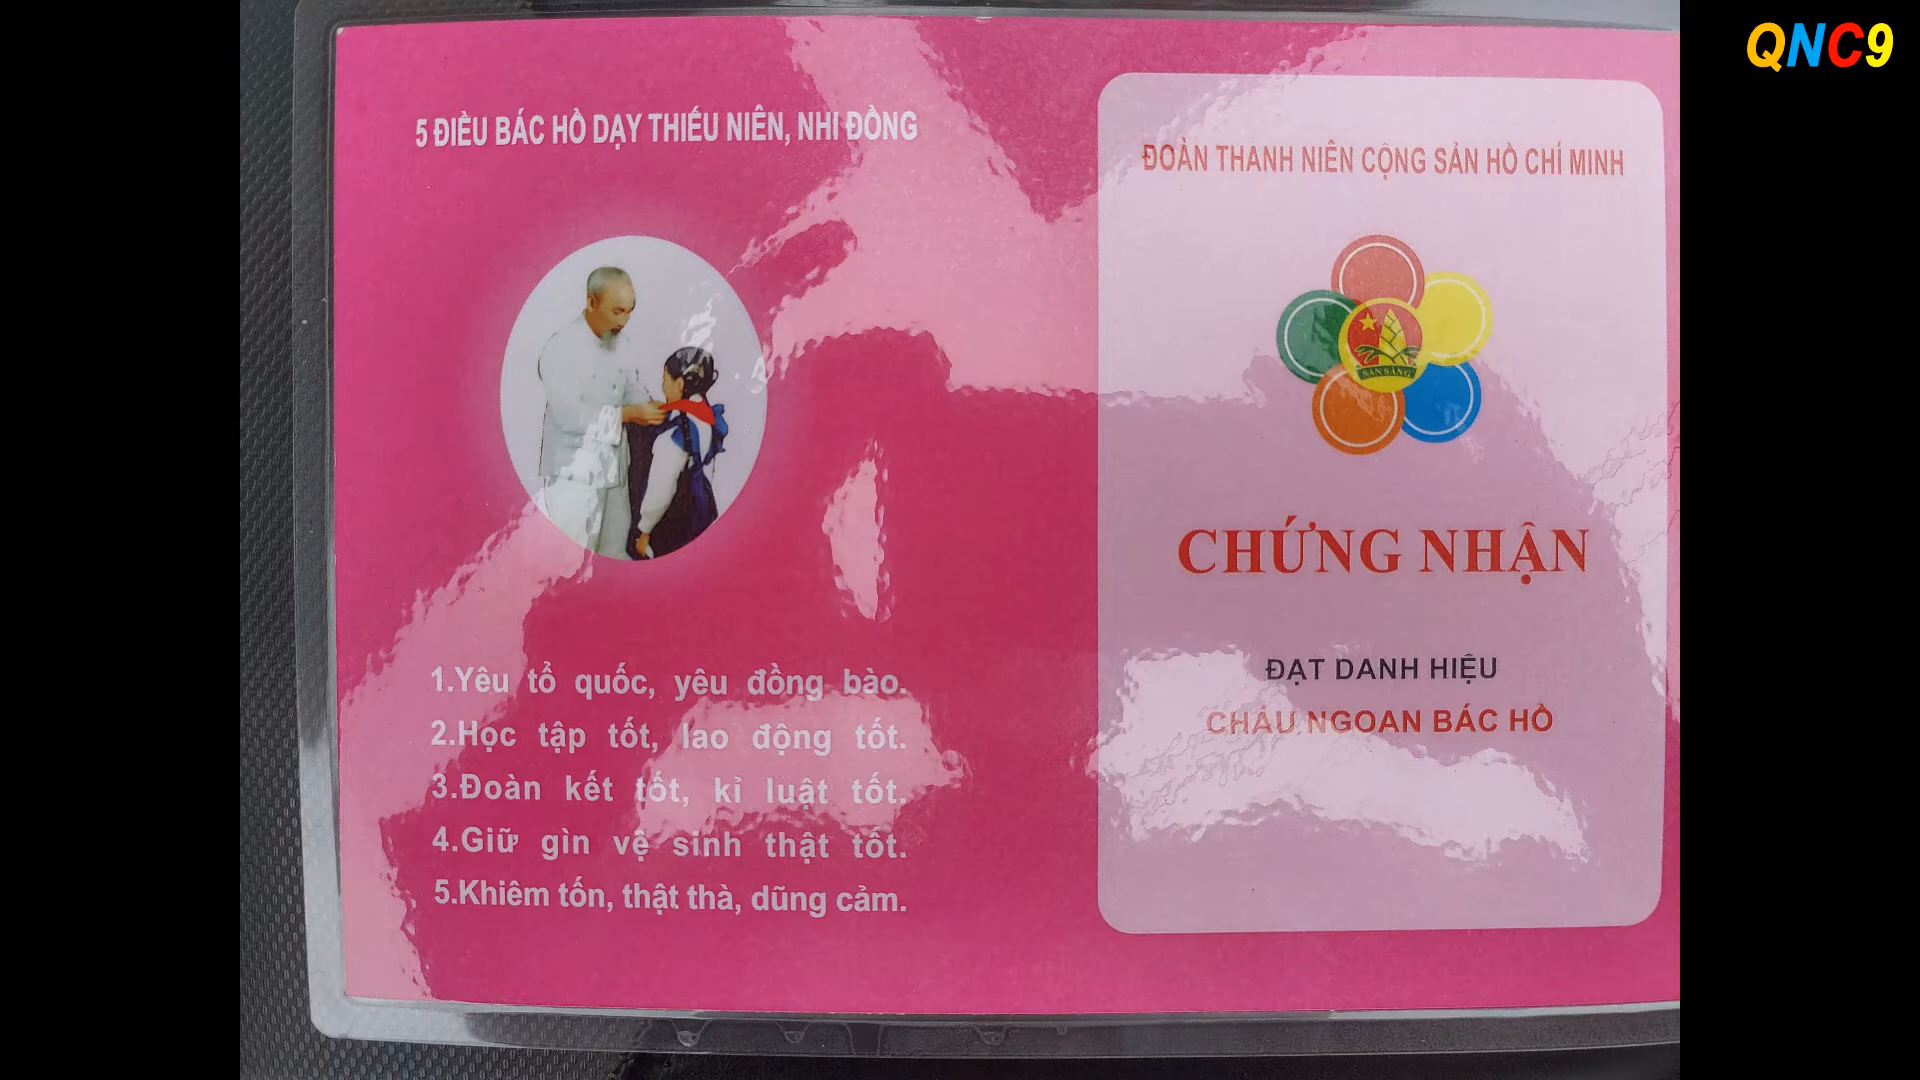 QNC9
5 ĐIỀU BÁC HỒ DẠY THIẾU NIÊN, NHI ĐỒNG
1.Yêu tổ quốc, yêu đồng bào.
2.Học tập tốt, lao động tốt.
3.Đoàn kết tốt, kỉ luật tốt.
4.Giữ gìn vệ sinh thật tốt.
5.Khiêm tốn, thật thà, dũng cảm.
ĐOÀN THANH NIÊN CỘNG SẢN HỒ CHÍ MINH
SẴN SÀNG
CHỨNG NHẬN
ĐẠT DANH HIỆU
CHÁU NGOAN BÁC HỒ